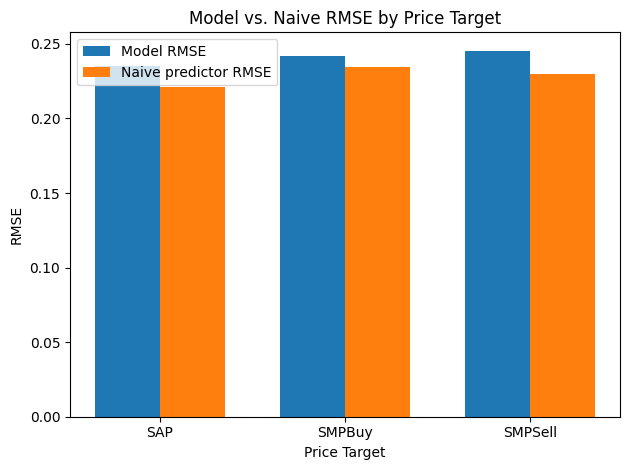 Model vs. Naive RMSE by Price Target
Model RMSE
Naive predictor RMSE
RMSE
0.25
0.20
0.15
0.10
0.05
0.00
SAP SMPBuy SMPSell
Price Target